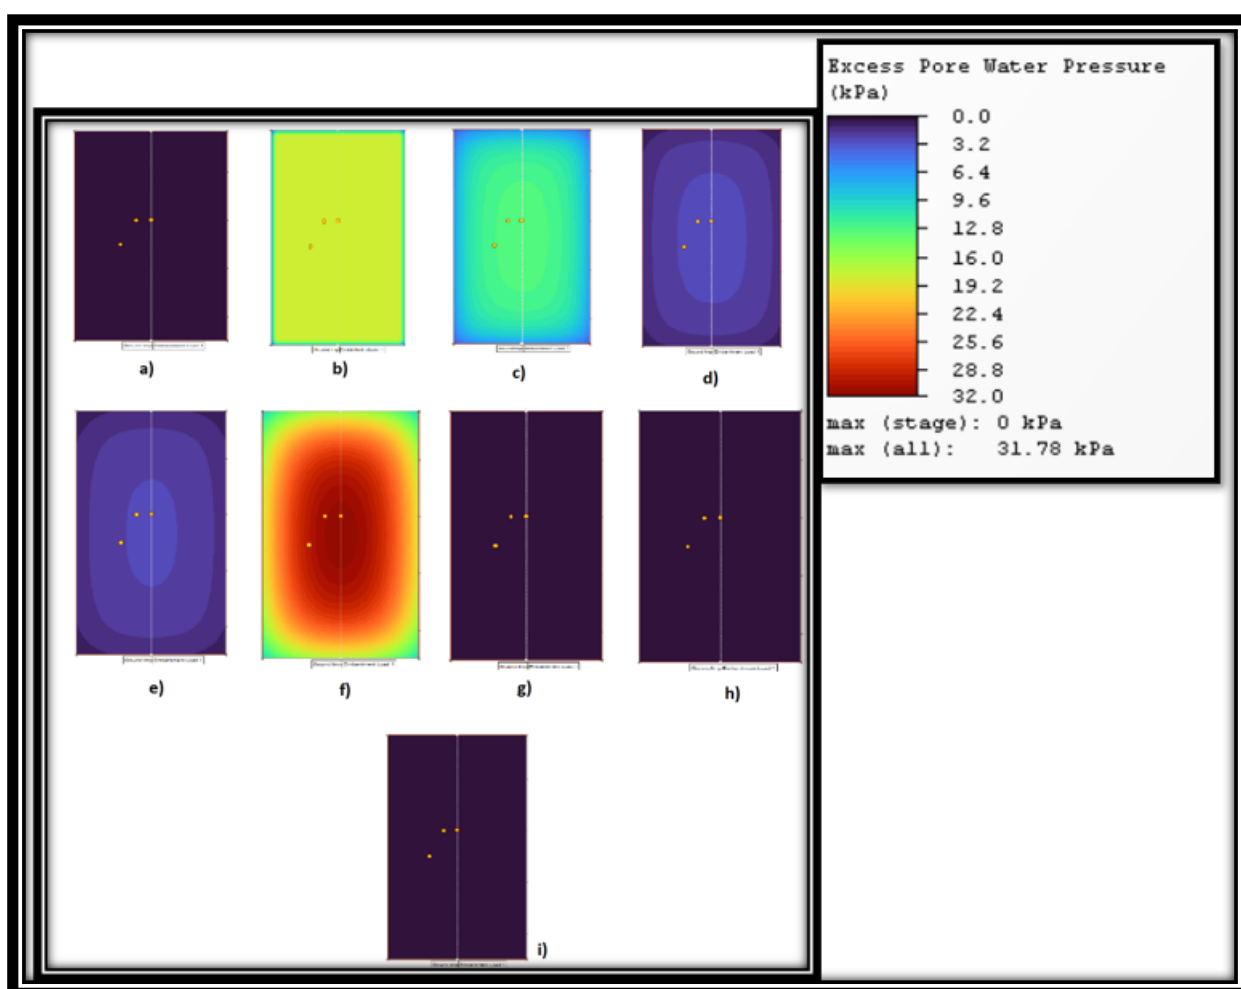 Excess Pore Water Pressure
(kPa)
0.0
3.2
6.4
9.6
12.8
16.0
19.2
22.4
25.6
28.8
32.0
max (stage): 0 kPa
max (all): 31.78 kPa
a)
b)
c)
d)
e)
f)
g)
h)
i)